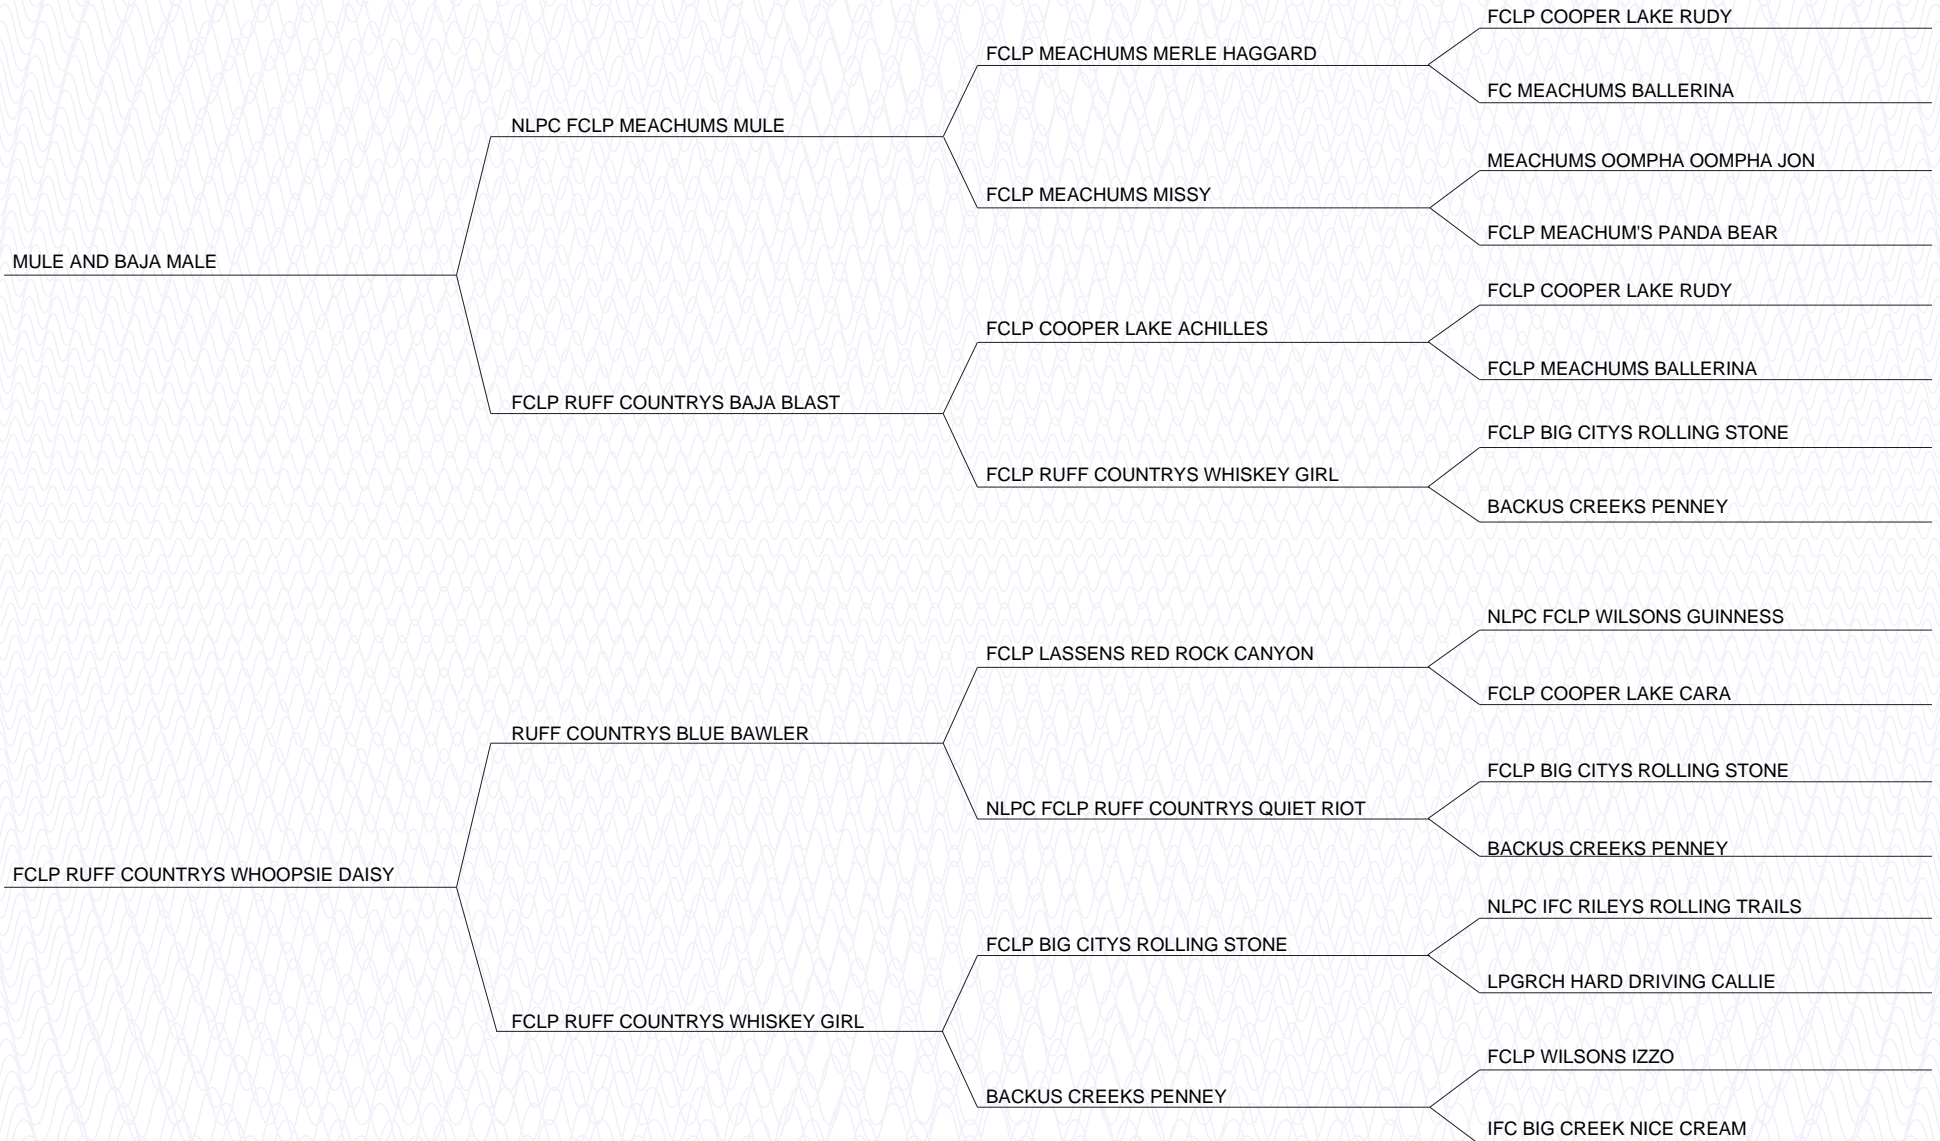 FCLP COOPER LAKE RUDY
FCLP MEACHUMS MERLE HAGGARD
FC MEACHUMS BALLERINA
NLPC FCLP MEACHUMS MULE
MEACHUMS OOMPHA OOMPHA JON
FCLP MEACHUMS MISSY
FCLP MEACHUM'S PANDA BEAR
MULE AND BAJA MALE
FCLP COOPER LAKE RUDY
FCLP COOPER LAKE ACHILLES
FCLP MEACHUMS BALLERINA
FCLP RUFF COUNTRYS BAJA BLAST
FCLP BIG CITYS ROLLING STONE
FCLP RUFF COUNTRYS WHISKEY GIRL
BACKUS CREEKS PENNEY
NLPC FCLP WILSONS GUINNESS
FCLP LASSENS RED ROCK CANYON
FCLP COOPER LAKE CARA
RUFF COUNTRYS BLUE BAWLER
FCLP BIG CITYS ROLLING STONE
NLPC FCLP RUFF COUNTRYS QUIET RIOT
BACKUS CREEKS PENNEY
FCLP RUFF COUNTRYS WHOOPSIE DAISY
NLPC IFC RILEYS ROLLING TRAILS
FCLP BIG CITYS ROLLING STONE
LPGRCH HARD DRIVING CALLIE
FCLP RUFF COUNTRYS WHISKEY GIRL
FCLP WILSONS IZZO
BACKUS CREEKS PENNEY
IFC BIG CREEK NICE CREAM